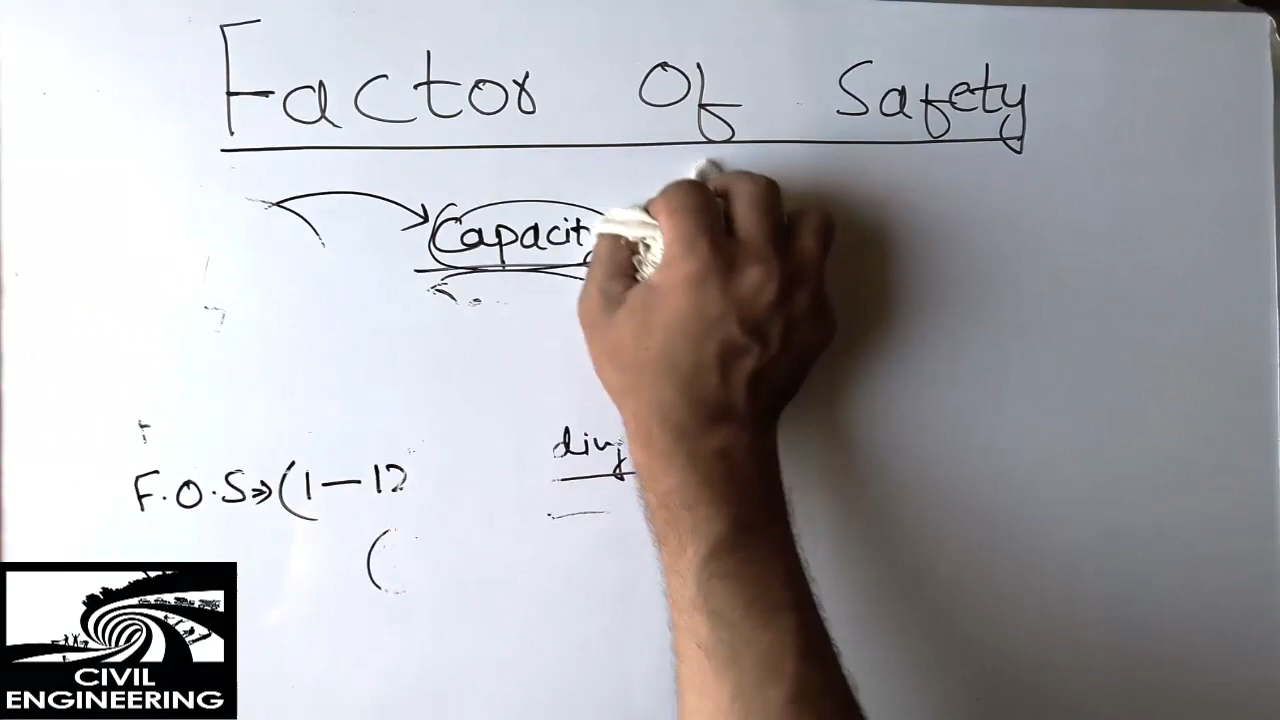 Factor Of Safety
Capacit
F.O.S => (1-12
(
CIVIL
ENGINEERING